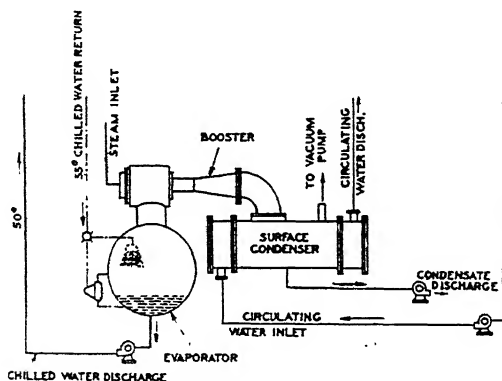 50°
55° CHILLED WATER RETURN
STEAM INLET
BOOSTER
TO VACUUM
PUMP
CIRCULATING
WATER DISCH.
SURFACE
CONDENSER
CONDENSATE
DISCHARGE
CIRCULATING
WATER INLET
EVAPORATOR
CHILLED WATER DISCHARGE